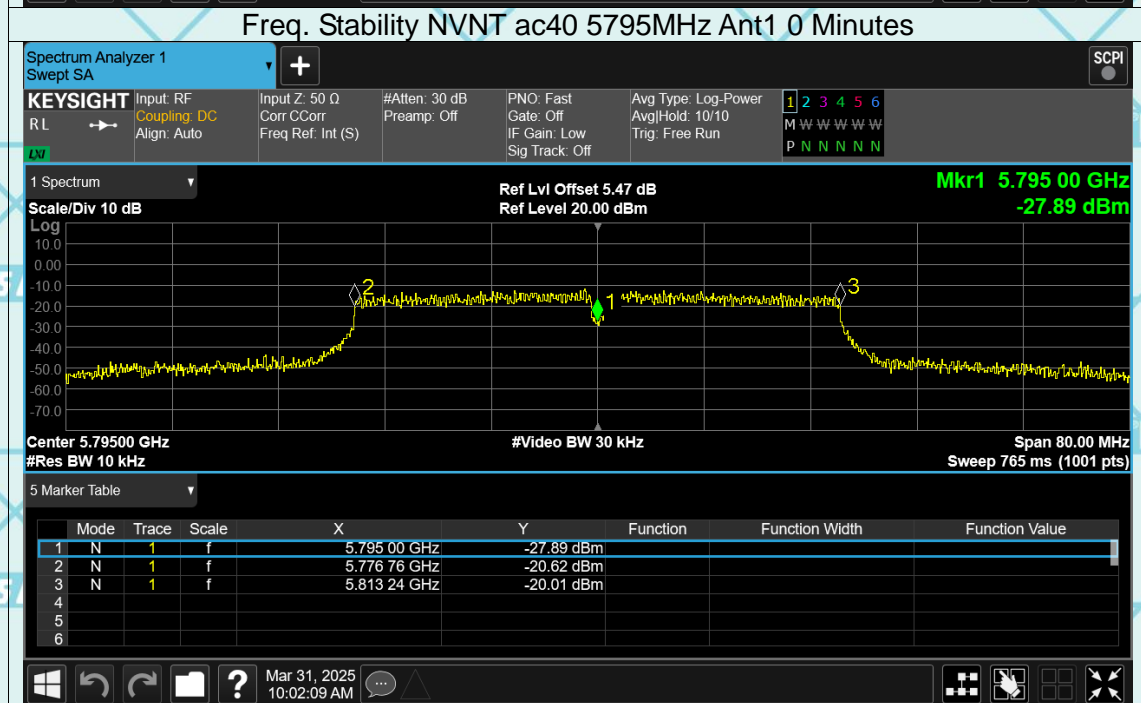 Freq. Stability NVNT ac40 5795MHz Ant1 0 Minutes
Spectrum Analyzer 1
Swept SA
SCPI
KEYSIGHT
RL
LXI
Input: RF
Coupling: DC
Align: Auto
Input Z: 50 Ω
Corr CCorr
Freq Ref: Int (S)
#Atten: 30 dB
Preamp: Off
PNO: Fast
Gate: Off
IF Gain: Low
Sig Track: Off
Avg Type: Log-Power
Avg|Hold: 10/10
Trig: Free Run
1 2 3 4 5 6
M W W W W W
P N N N N N
1 Spectrum
Scale/Div 10 dB
Ref Lvl Offset 5.47 dB
Ref Level 20.00 dBm
Mkr1 5.795 00 GHz
-27.89 dBm
Log
10.0
0.00
-10.0
-20.0
-30.0
-40.0
-50.0
-60.0
-70.0
2
1
3
Center 5.79500 GHz
#Video BW 30 kHz
Span 80.00 MHz
#Res BW 10 kHz
Sweep 765 ms (1001 pts)
5 Marker Table
Mode Trace Scale X Y Function Function Width Function Value
1 N 1 f 5.795 00 GHz -27.89 dBm
2 N 1 f 5.776 76 GHz -20.62 dBm
3 N 1 f 5.813 24 GHz -20.01 dBm
4
5
6
?
Mar 31, 2025
10:02:09 AM